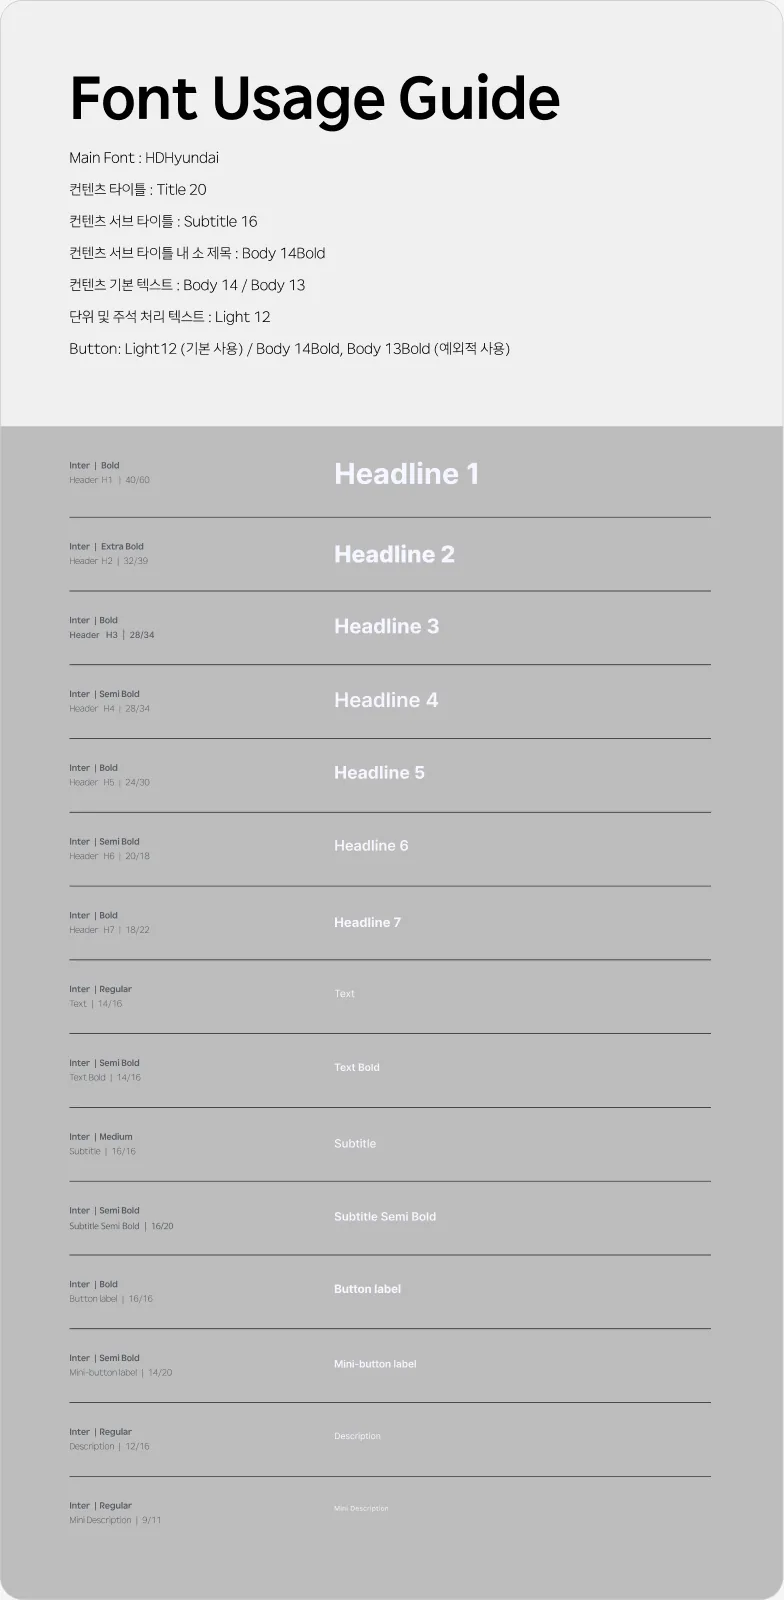 Font Usage Guide
Main Font : HDHyundai
컨텐츠 타이틀 : Title 20
컨텐츠 서브 타이틀 : Subtitle 16
컨텐츠 서브 타이틀 내 소 제목 : Body 14Bold
컨텐츠 기본 텍스트 : Body 14 / Body 13
단위 및 주석 처리 텍스트 : Light 12
Button: Light12 (기본 사용) / Body 14Bold, Body 13Bold (예외적 사용)
Inter | Bold
Header H1 | 40/60
Headline 1
Inter | Extra Bold
Header H2 | 32/39
Headline 2
Inter | Bold
Header H3 | 28/34
Headline 3
Inter | Semi Bold
Header H4 | 28/34
Headline 4
Inter | Bold
Header H5 | 24/30
Headline 5
Inter | Semi Bold
Header H6 | 20/18
Headline 6
Inter | Bold
Header H7 | 18/22
Headline 7
Inter | Regular
Text | 14/16
Text
Inter | Semi Bold
Text Bold | 14/16
Text Bold
Inter | Medium
Subtitle | 16/16
Subtitle
Inter | Semi Bold
Subtitle Semi Bold | 16/20
Subtitle Semi Bold
Inter | Bold
Button label | 16/16
Button label
Inter | Semi Bold
Mini-button label | 14/20
Mini-button label
Inter | Regular
Description | 12/16
Description
Inter | Regular
Mini Description | 9/11
Mini Description